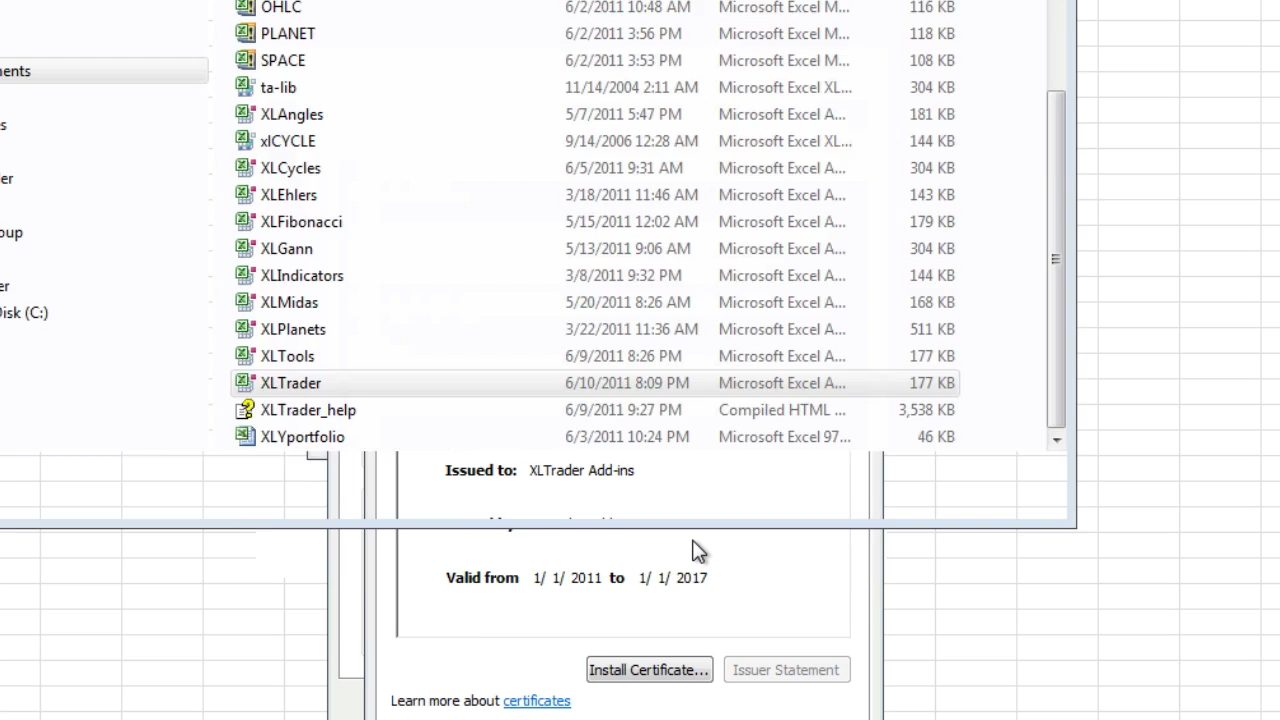 OHLC 6/2/2011 10:48 AM Microsoft Excel M... 116 KB
PLANET 6/2/2011 3:56 PM Microsoft Excel M... 118 KB
SPACE 6/2/2011 3:53 PM Microsoft Excel M... 108 KB
ents
ta-lib 11/14/2004 2:11 AM Microsoft Excel XL... 304 KB
XLAngles 5/7/2011 5:47 PM Microsoft Excel A... 181 KB
s
xlCYCLE 9/14/2006 12:28 AM Microsoft Excel XL... 144 KB
XLCycles 6/5/2011 9:31 AM Microsoft Excel A... 304 KB
er
XLEhlers 3/18/2011 11:46 AM Microsoft Excel A... 143 KB
XLFibonacci 5/15/2011 12:02 AM Microsoft Excel A... 179 KB
oup
XLGann 5/13/2011 9:06 AM Microsoft Excel A... 304 KB
XLIndicators 3/8/2011 9:32 PM Microsoft Excel A... 144 KB
er
XLMidas 5/20/2011 8:26 AM Microsoft Excel A... 168 KB
isk (C:)
XLPlanets 3/22/2011 11:36 AM Microsoft Excel A... 511 KB
XLTools 6/9/2011 8:26 PM Microsoft Excel A... 177 KB
XLTrader 6/10/2011 8:09 PM Microsoft Excel A... 177 KB
XLTrader_help 6/9/2011 9:27 PM Compiled HTML ... 3,538 KB
XLYportfolio 6/3/2011 10:24 PM Microsoft Excel 97... 46 KB
Issued to: XLTrader Add-ins
Valid from 1/ 1/ 2011 to 1/ 1/ 2017
Install Certificate... Issuer Statement
Learn more about certificates